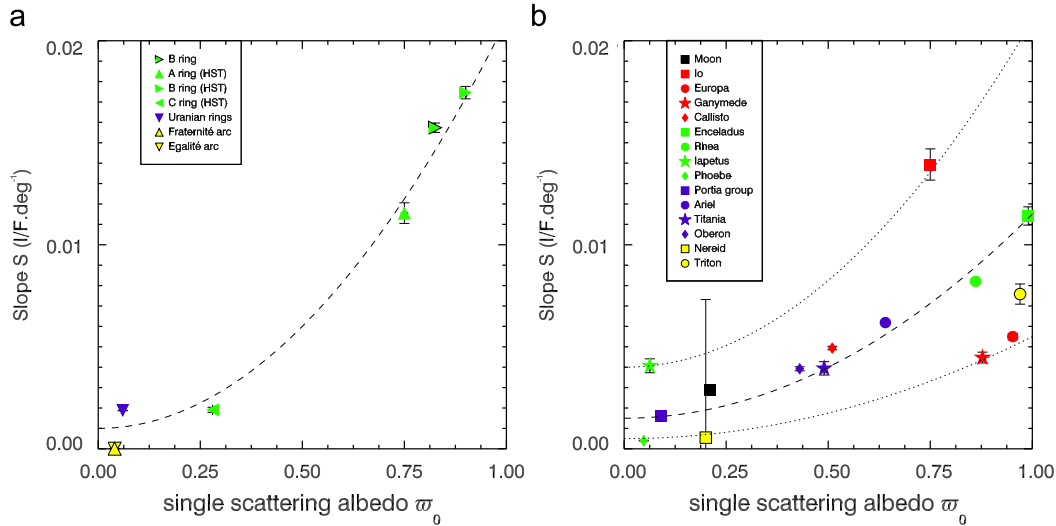 a
b
0.02
0.01
0.00
Slope S (I/F.deg⁻¹)
B ring
A ring (HST)
B ring (HST)
C ring (HST)
Uranian rings
Fraternité arc
Egalité arc
0.00 0.25 0.50 0.75 1.00
single scattering albedo ϖ₀
0.02
0.01
0.00
Slope S (I/F.deg⁻¹)
Moon
Io
Europa
Ganymede
Callisto
Enceladus
Rhea
Iapetus
Phoebe
Portia group
Ariel
Titania
Oberon
Nereid
Triton
0.00 0.25 0.50 0.75 1.00
single scattering albedo ϖ₀